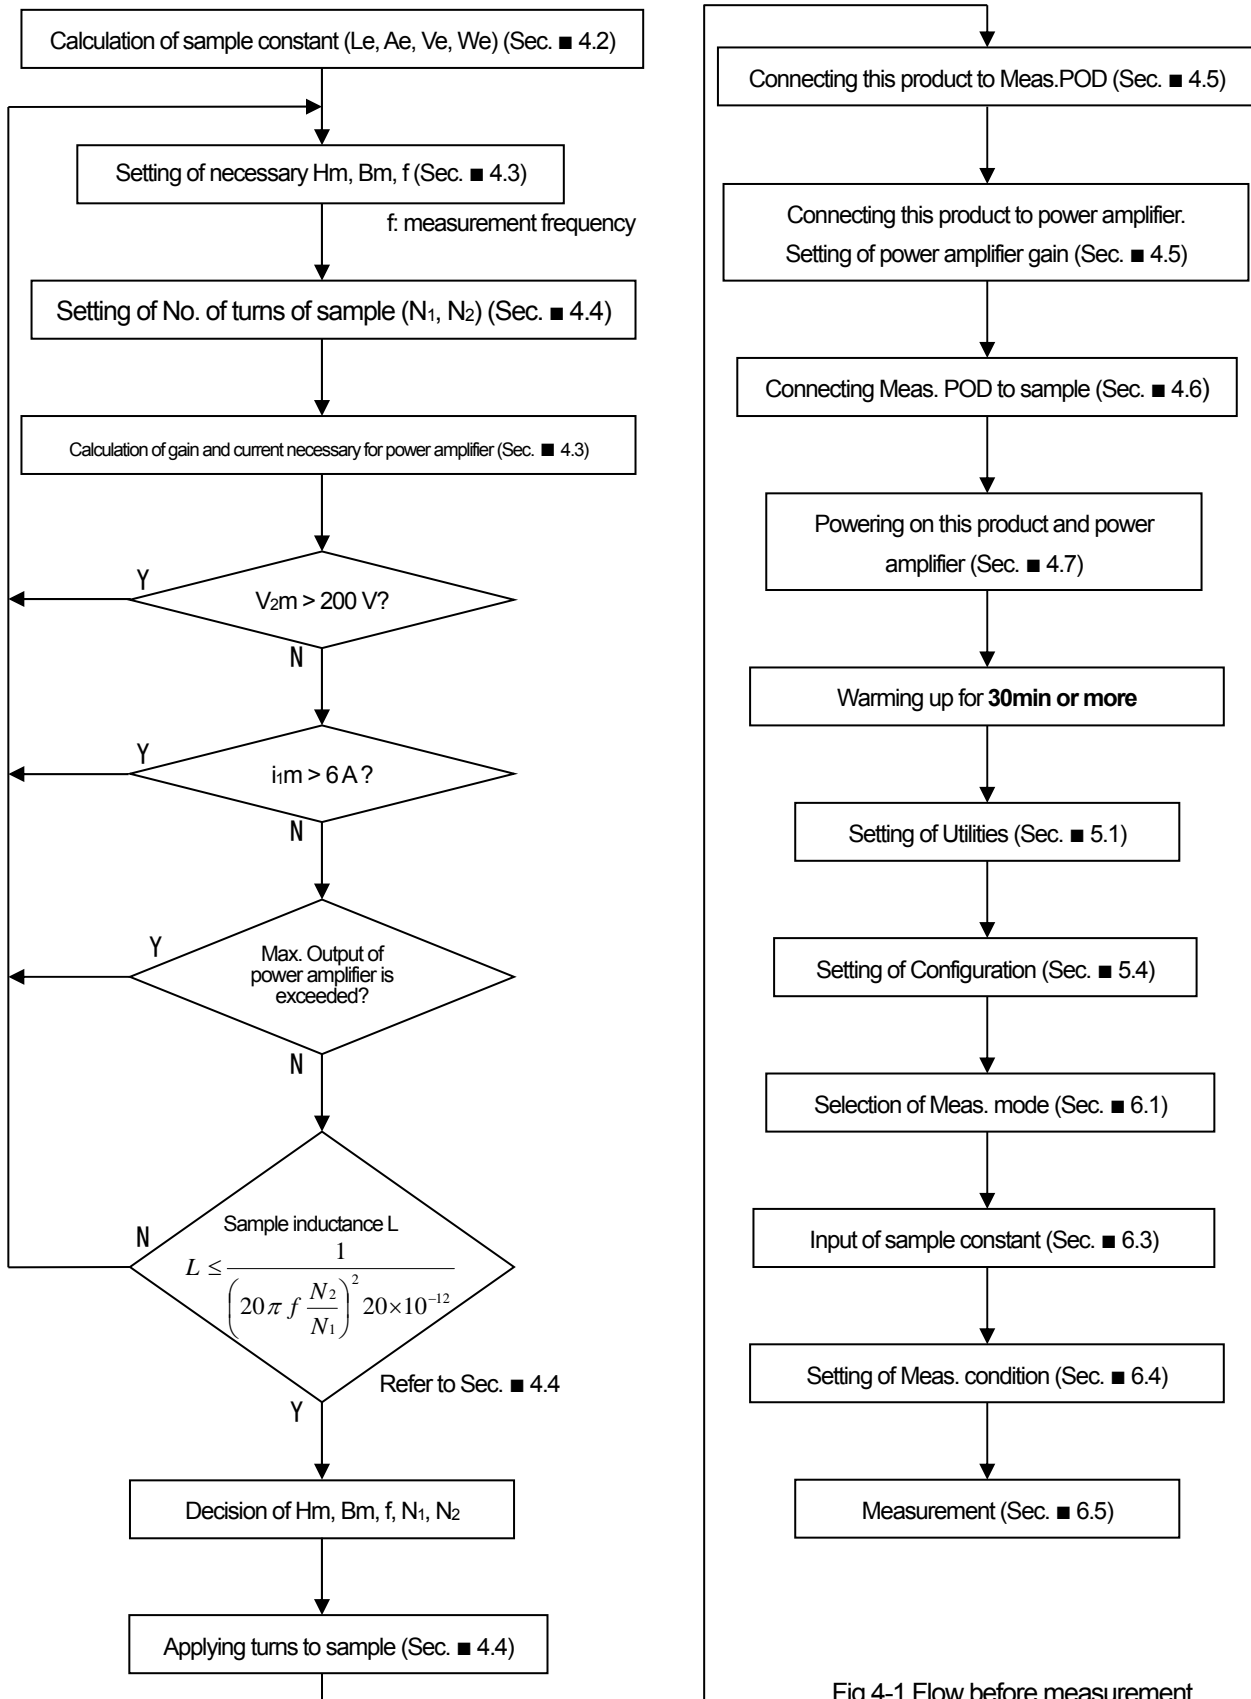 Calculation of sample constant (Le, Ae, Ve, We) (Sec. ■ 4.2)
Setting of necessary Hm, Bm, f (Sec. ■ 4.3)
f: measurement frequency
Setting of No. of turns of sample (N₁, N₂) (Sec. ■ 4.4)
Calculation of gain and current necessary for power amplifier (Sec. ■ 4.3)
Y
V₂m > 200 V?
N
Y
i₁m > 6 A ?
N
Y
Max. Output of
power amplifier is
exceeded?
N
N
Sample inductance L
L ≤ 1 / ((20π f N₂/N₁)² 20×10⁻¹²)
Refer to Sec. ■ 4.4
Y
Decision of Hm, Bm, f, N₁, N₂
Applying turns to sample (Sec. ■ 4.4)
Connecting this product to Meas.POD (Sec. ■ 4.5)
Connecting this product to power amplifier.
Setting of power amplifier gain (Sec. ■ 4.5)
Connecting Meas. POD to sample (Sec. ■ 4.6)
Powering on this product and power
amplifier (Sec. ■ 4.7)
Warming up for 30min or more
Setting of Utilities (Sec. ■ 5.1)
Setting of Configuration (Sec. ■ 5.4)
Selection of Meas. mode (Sec. ■ 6.1)
Input of sample constant (Sec. ■ 6.3)
Setting of Meas. condition (Sec. ■ 6.4)
Measurement (Sec. ■ 6.5)
Fig 4-1 Flow before measurement